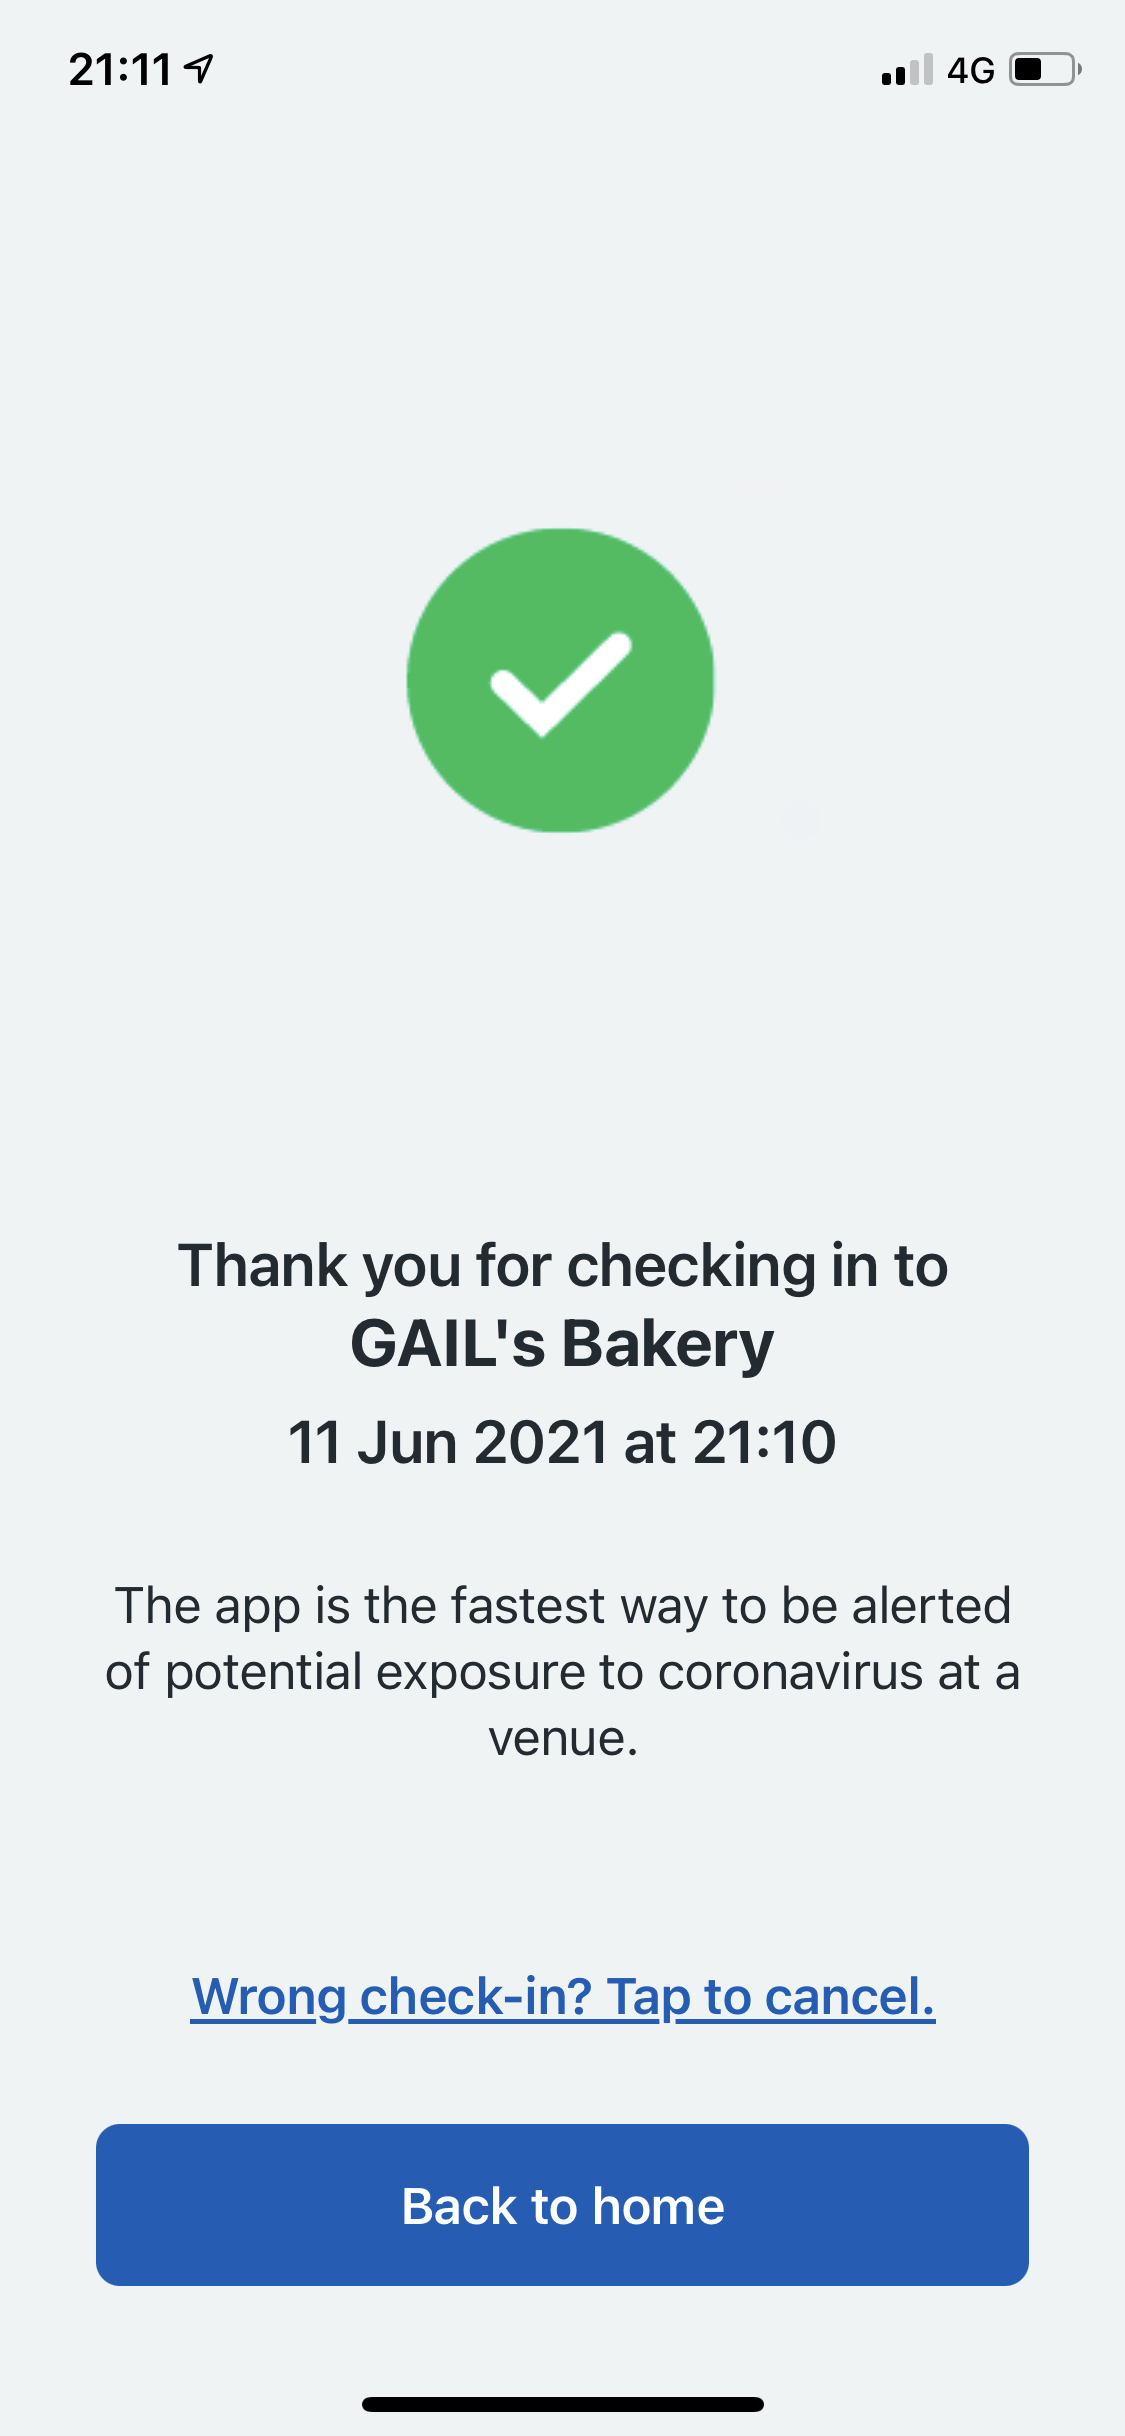 21:11
4G
Thank you for checking in to
GAIL's Bakery
11 Jun 2021 at 21:10
The app is the fastest way to be alerted
of potential exposure to coronavirus at a
venue.
Wrong check-in? Tap to cancel.
Back to home